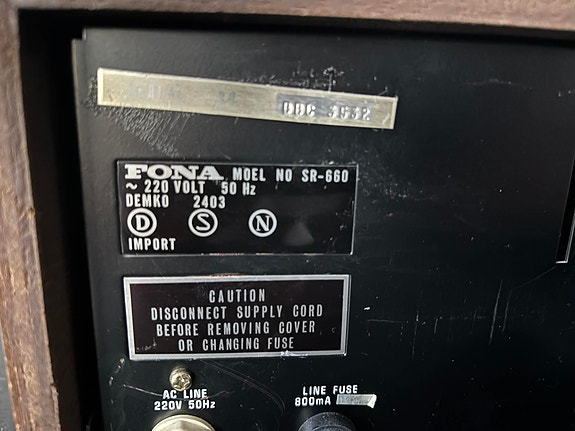 DDC 3532
FONA MOEL NO SR-660
~ 220 VOLT 50 Hz
DEMKO 2403
D S N
IMPORT
CAUTION
DISCONNECT SUPPLY CORD
BEFORE REMOVING COVER
OR CHANGING FUSE
AC LINE
220V 50Hz
LINE FUSE
800mA